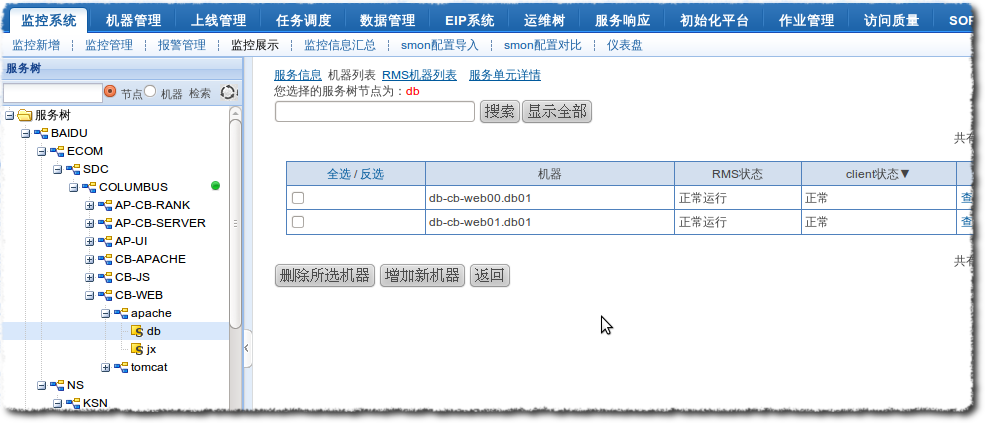 监控系统 机器管理 上线管理 任务调度 数据管理 EIP系统 运维树 服务响应 初始化平台 作业管理 访问质量 SOF
监控新增 监控管理 报警管理 监控展示 监控信息汇总 smon配置导入 smon配置对比 仪表盘
服务树
节点 机器 检索
服务树
BAIDU
ECOM
SDC
COLUMBUS
AP-CB-RANK
AP-CB-SERVER
AP-UI
CB-APACHE
CB-JS
CB-WEB
apache
db
jx
tomcat
NS
KSN
服务信息 机器列表 RMS机器列表 服务单元详情
您选择的服务树节点为：db
搜索 显示全部
共有
全选 / 反选 机器 RMS状态 client状态▼
db-cb-web00.db01 正常运行 正常 查
db-cb-web01.db01 正常运行 正常 查
共有
删除所选机器 增加新机器 返回